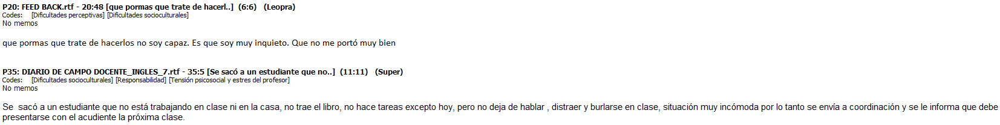 P20: FEED BACK.rtf - 20:48 [que pormas que trate de hacerl..]  (6:6)   (Leopra)
Codes:    [Dificultades perceptivas] [Dificultades socioculturales]
No memos
que pormas que trate de hacerlos no soy capaz. Es que soy muy inquieto. Que no me portó muy bien
P35: DIARIO DE CAMPO DOCENTE_INGLES_7.rtf - 35:5 [Se sacó a un estudiante que no..]  (11:11)   (Super)
Codes:    [Dificultades socioculturales] [Responsabilidad] [Tensión psicosocial y estres del profesor]
No memos
Se  sacó a un estudiante que no está trabajando en clase ni en la casa, no trae el libro, no hace tareas excepto hoy, pero no deja de hablar , distraer y burlarse en clase, situación muy incómoda por lo tanto se envía a coordinación y se le informa que debe
presentarse con el acudiente la próxima clase.